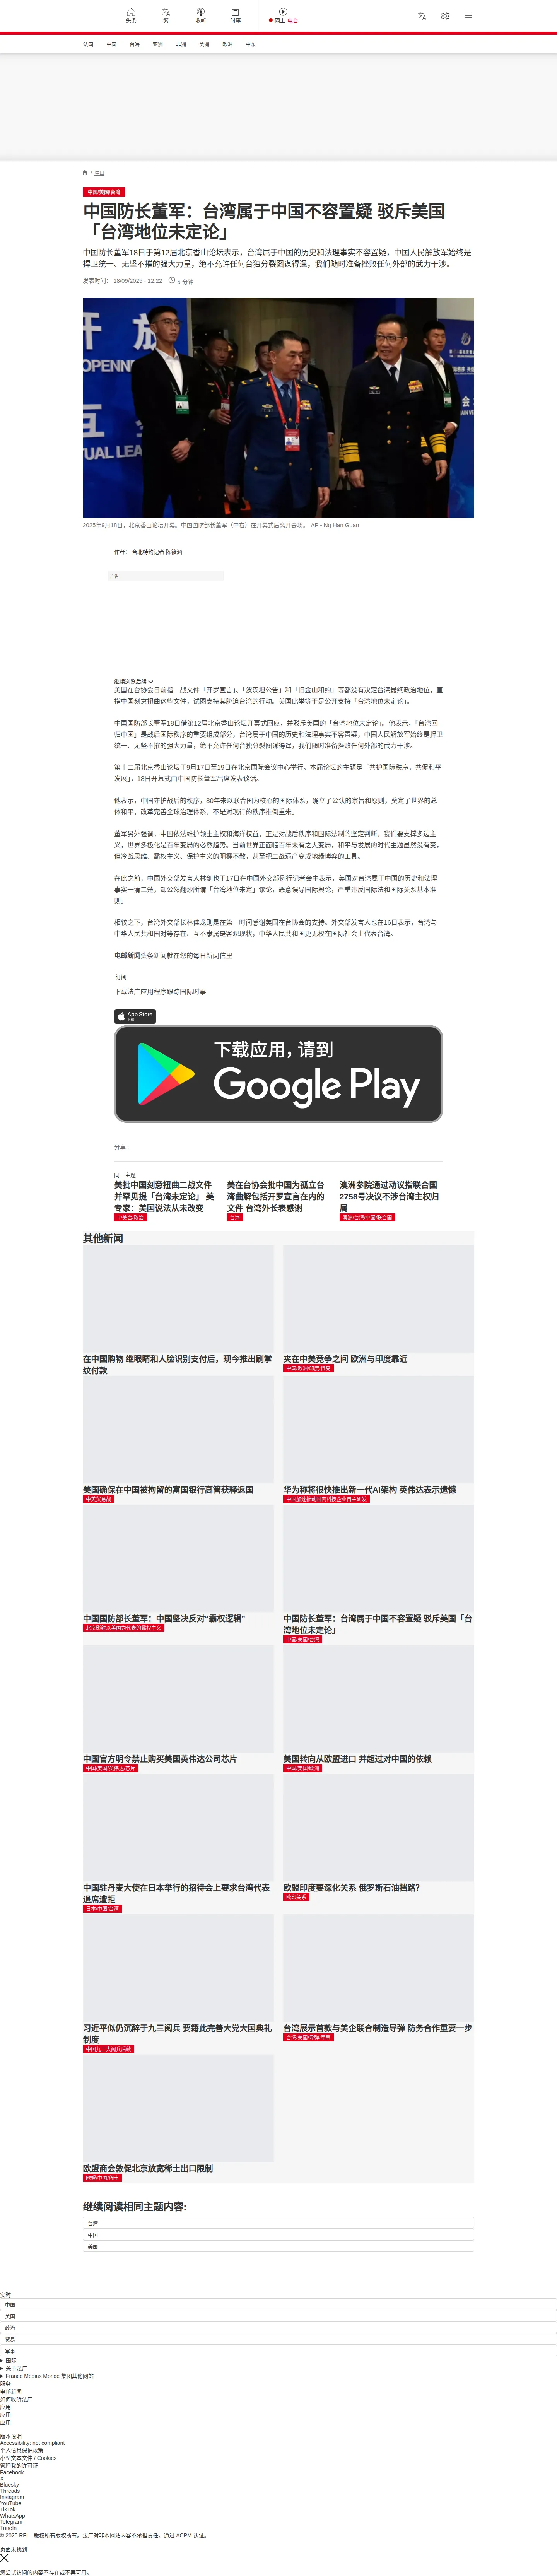 头条
繁
收听
时事
网上 电台
法国
中国
台海
亚洲
非洲
美洲
欧洲
中东
/ 中国
中国/美国/台湾
中国防长董军：台湾属于中国不容置疑 驳斥美国
「台湾地位未定论」
中国防长董军18日于第12届北京香山论坛表示，台湾属于中国的历史和法理事实不容置疑，中国人民解放军始终是
捍卫统一、无坚不摧的强大力量，绝不允许任何台独分裂图谋得逞，我们随时准备挫败任何外部的武力干涉。
发表时间： 18/09/2025 - 12:22
5 分钟
2025年9月18日，北京香山论坛开幕。中国国防部长董军（中右）在开幕式后离开会场。 AP - Ng Han Guan
作者： 台北特约记者 陈筱涵
广告
继续浏览后续
美国在台协会日前指二战文件「开罗宣言」、「波茨坦公告」和「旧金山和约」等都没有决定台湾最终政治地位，直
指中国刻意扭曲这些文件，试图支持其胁迫台湾的行动。美国此举等于是公开支持「台湾地位未定论」。
中国国防部长董军18日借第12届北京香山论坛开幕式回应，并驳斥美国的「台湾地位未定论」。他表示，「台湾回
归中国」是战后国际秩序的重要组成部分，台湾属于中国的历史和法理事实不容置疑，中国人民解放军始终是捍卫
统一、无坚不摧的强大力量，绝不允许任何台独分裂图谋得逞，我们随时准备挫败任何外部的武力干涉。
第十二届北京香山论坛于9月17日至19日在北京国际会议中心举行。本届论坛的主题是「共护国际秩序，共促和平
发展」，18日开幕式由中国防长董军出席发表谈话。
他表示，中国守护战后的秩序，80年来以联合国为核心的国际体系，确立了公认的宗旨和原则，奠定了世界的总
体和平，改革完善全球治理体系，不是对现行的秩序推倒重来。
董军另外强调，中国依法维护领土主权和海洋权益，正是对战后秩序和国际法制的坚定判断，我们要支撑多边主
义，世界多极化是百年变局的必然趋势。当前世界正面临百年未有之大变局，和平与发展的时代主题虽然没有变，
但冷战思维、霸权主义、保护主义的阴霾不散，甚至把二战遗产变成地缘博弈的工具。
在此之前，中国外交部发言人林剑也于17日在中国外交部例行记者会中表示，美国对台湾属于中国的历史和法理
事实一清二楚，却公然翻炒所谓「台湾地位未定」谬论，恶意误导国际舆论，严重违反国际法和国际关系基本准
则。
相较之下，台湾外交部长林佳龙则是在第一时间感谢美国在台协会的支持。外交部发言人也在16日表示，台湾与
中华人民共和国对等存在、互不隶属是客观现状，中华人民共和国更无权在国际社会上代表台湾。
电邮新闻头条新闻就在您的每日新闻信里
订阅
下载法广应用程序跟踪国际时事
App Store
下载
下载应用，请到
Google Play
分享 :
同一主题
美批中国刻意扭曲二战文件
并罕见提「台湾未定论」 美
专家：美国说法从未改变
中美台/政治
美在台协会批中国为孤立台
湾曲解包括开罗宣言在内的
文件 台湾外长表感谢
台海
澳洲参院通过动议指联合国
2758号决议不涉台湾主权归
属
澳洲/台湾/中国/联合国
其他新闻
在中国购物 继眼睛和人脸识别支付后，现今推出刷掌
纹付款
夹在中美竞争之间 欧洲与印度靠近
中国/欧洲/印度/贸易
美国确保在中国被拘留的富国银行高管获释返国
中美贸易战
华为称将很快推出新一代AI架构 英伟达表示遗憾
中国加速推动国内科技企业自主研发
中国国防部长董军：中国坚决反对“霸权逻辑”
北京影射以美国为代表的霸权主义
中国防长董军：台湾属于中国不容置疑 驳斥美国「台
湾地位未定论」
中国/美国/台湾
中国官方明令禁止购买美国英伟达公司芯片
中国/美国/英伟达/芯片
美国转向从欧盟进口 并超过对中国的依赖
中国/美国/欧洲
中国驻丹麦大使在日本举行的招待会上要求台湾代表
退席遭拒
日本/中国/台湾
欧盟印度要深化关系 俄罗斯石油挡路？
欧印关系
习近平似仍沉醉于九三阅兵 要籍此完善大党大国典礼
制度
中国九三大阅兵后续
台湾展示首款与美企联合制造导弹 防务合作重要一步
台湾/美国/导弹/军事
欧盟商会敦促北京放宽稀土出口限制
欧盟/中国/稀土
继续阅读相同主题内容:
台湾
中国
美国
实时
中国
美国
政治
贸易
军事
国际
关于法广
France Médias Monde 集团其他网站
服务
电邮新闻
如何收听法广
应用
应用
应用
版本说明
Accessibility: not compliant
个人信息保护政策
小型文本文件 / Cookies
管理我的许可证
Facebook
X
Bluesky
Threads
Instagram
YouTube
TikTok
WhatsApp
Telegram
TuneIn
© 2025 RFI – 版权所有版权所有。法广对非本网站内容不承担责任。通过 ACPM 认证。
页面未找到
您尝试访问的内容不存在或不再可用。